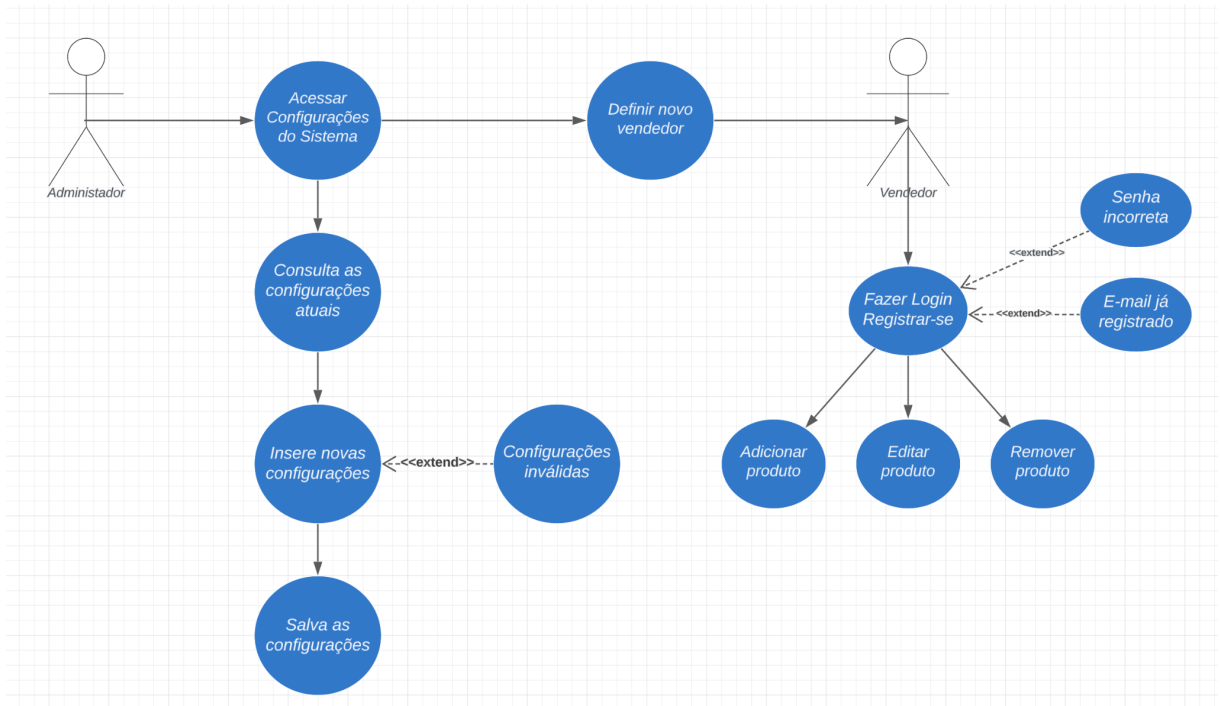 Acessar
Configurações
do Sistema
Definir novo
vendedor
Administador
Vendedor
Senha
incorreta
<<extend>>
Consulta as
configurações
atuais
Fazer Login
Registrar-se
<<extend>>
E-mail já
registrado
Insere novas
configurações
<<extend>>
Configurações
inválidas
Adicionar
produto
Editar
produto
Remover
produto
Salva as
configurações